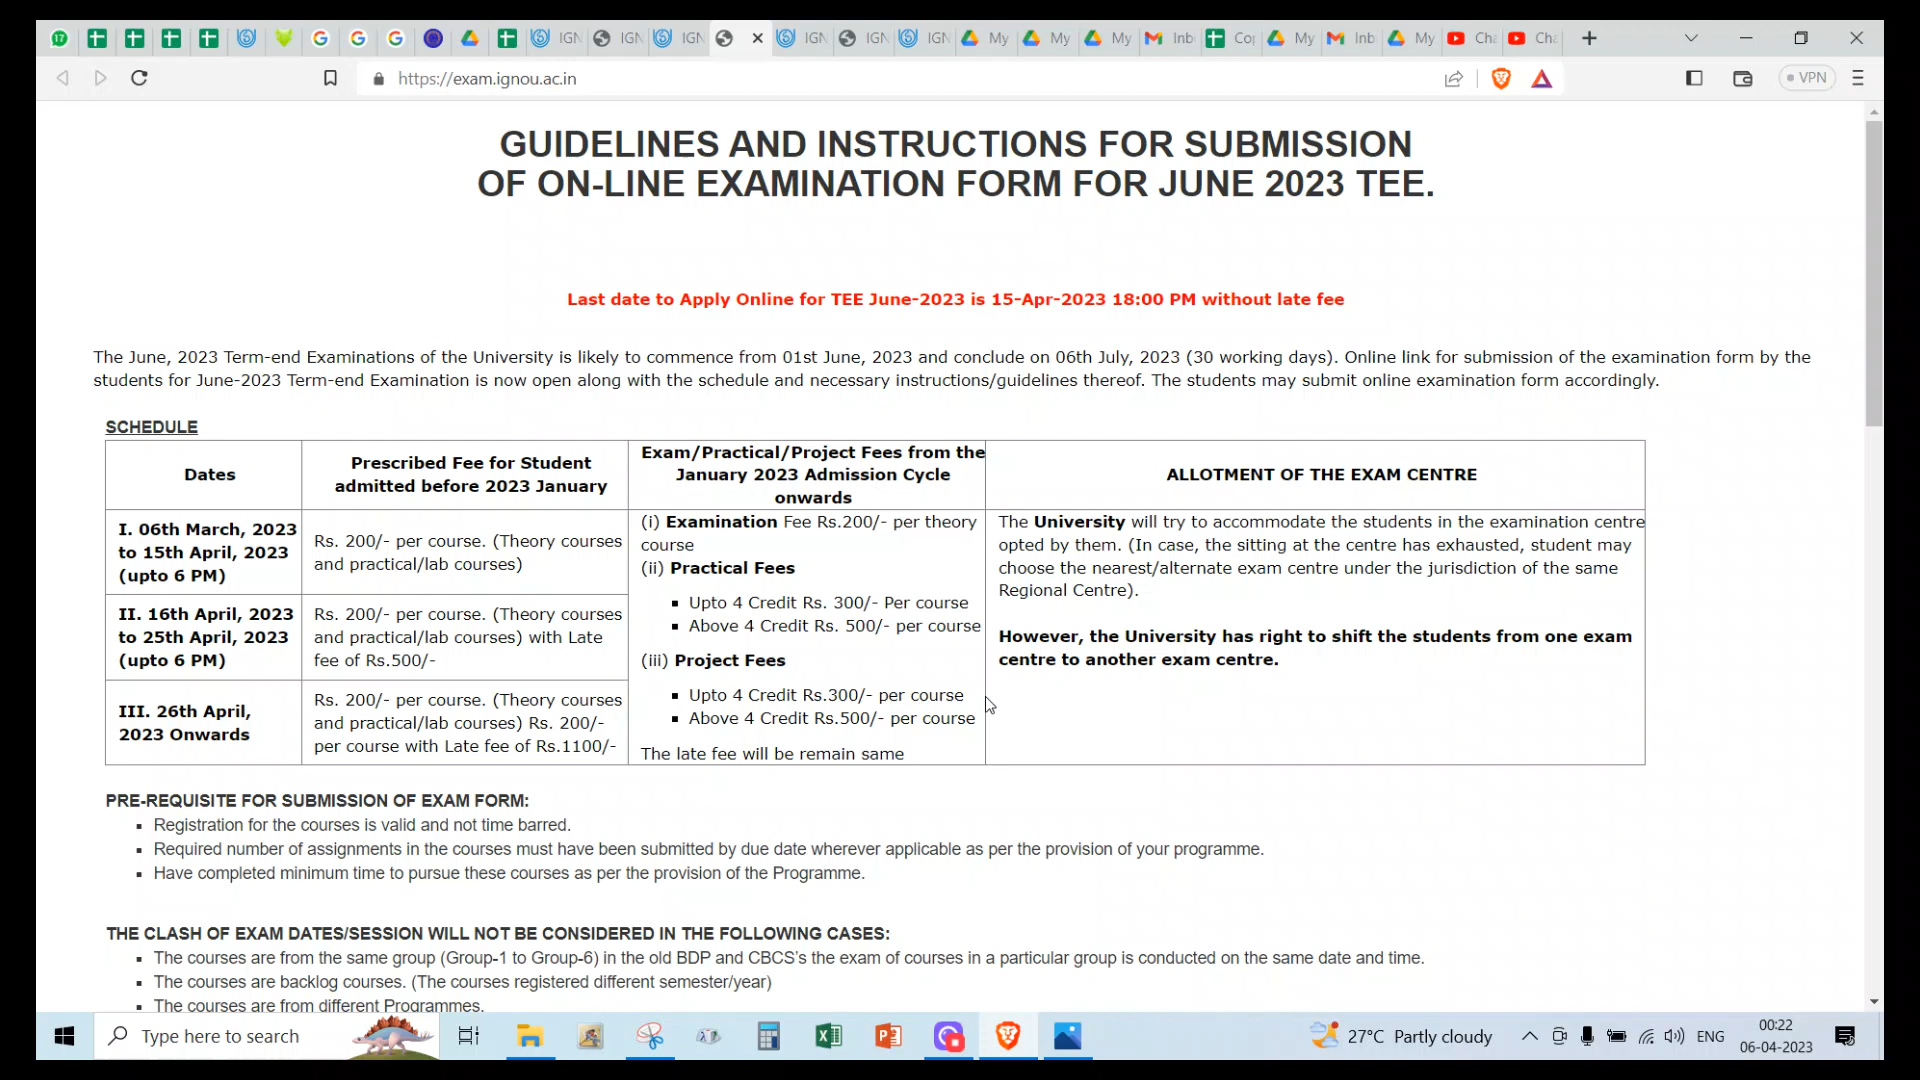 17
IGN
IGN
IGN
IGN
IGN
IGN
My
My
My
Inb
Cop
My
Inb
My
Cha
Cha
https://exam.ignou.ac.in
VPN
GUIDELINES AND INSTRUCTIONS FOR SUBMISSION
OF ON-LINE EXAMINATION FORM FOR JUNE 2023 TEE.
Last date to Apply Online for TEE June-2023 is 15-Apr-2023 18:00 PM without late fee
The June, 2023 Term-end Examinations of the University is likely to commence from 01st June, 2023 and conclude on 06th July, 2023 (30 working days). Online link for submission of the examination form by the
students for June-2023 Term-end Examination is now open along with the schedule and necessary instructions/guidelines thereof. The students may submit online examination form accordingly.
SCHEDULE
Dates
Prescribed Fee for Student
admitted before 2023 January
Exam/Practical/Project Fees from the
January 2023 Admission Cycle
onwards
ALLOTMENT OF THE EXAM CENTRE
I. 06th March, 2023
to 15th April, 2023
(upto 6 PM)
Rs. 200/- per course. (Theory courses
and practical/lab courses)
(i) Examination Fee Rs.200/- per theory
course
(ii) Practical Fees
Upto 4 Credit Rs. 300/- Per course
Above 4 Credit Rs. 500/- per course
(iii) Project Fees
Upto 4 Credit Rs.300/- per course
Above 4 Credit Rs.500/- per course
The late fee will be remain same
The University will try to accommodate the students in the examination centre
opted by them. (In case, the sitting at the centre has exhausted, student may
choose the nearest/alternate exam centre under the jurisdiction of the same
Regional Centre).
However, the University has right to shift the students from one exam
centre to another exam centre.
II. 16th April, 2023
to 25th April, 2023
(upto 6 PM)
Rs. 200/- per course. (Theory courses
and practical/lab courses) with Late
fee of Rs.500/-
III. 26th April,
2023 Onwards
Rs. 200/- per course. (Theory courses
and practical/lab courses) Rs. 200/-
per course with Late fee of Rs.1100/-
PRE-REQUISITE FOR SUBMISSION OF EXAM FORM:
Registration for the courses is valid and not time barred.
Required number of assignments in the courses must have been submitted by due date wherever applicable as per the provision of your programme.
Have completed minimum time to pursue these courses as per the provision of the Programme.
THE CLASH OF EXAM DATES/SESSION WILL NOT BE CONSIDERED IN THE FOLLOWING CASES:
The courses are from the same group (Group-1 to Group-6) in the old BDP and CBCS's the exam of courses in a particular group is conducted on the same date and time.
The courses are backlog courses. (The courses registered different semester/year)
The courses are from different Programmes.
Type here to search
27°C Partly cloudy
ENG
00:22
06-04-2023